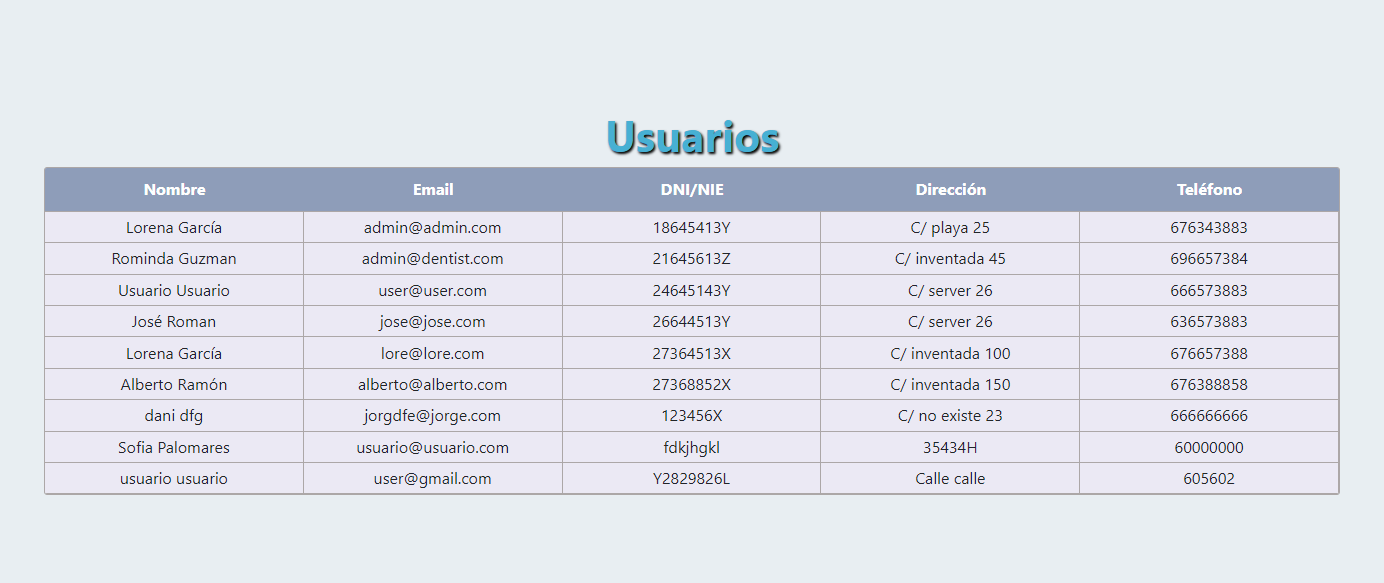 Usuarios
Nombre Email DNI/NIE Dirección Teléfono
Lorena García admin@admin.com 18645413Y C/ playa 25 676343883
Rominda Guzman admin@dentist.com 21645613Z C/ inventada 45 696657384
Usuario Usuario user@user.com 24645143Y C/ server 26 666573883
José Roman jose@jose.com 26644513Y C/ server 26 636573883
Lorena García lore@lore.com 27364513X C/ inventada 100 676657388
Alberto Ramón alberto@alberto.com 27368852X C/ inventada 150 676388858
dani dfg jorgdfe@jorge.com 123456X C/ no existe 23 666666666
Sofia Palomares usuario@usuario.com fdkjhgkl 35434H 60000000
usuario usuario user@gmail.com Y2829826L Calle calle 605602